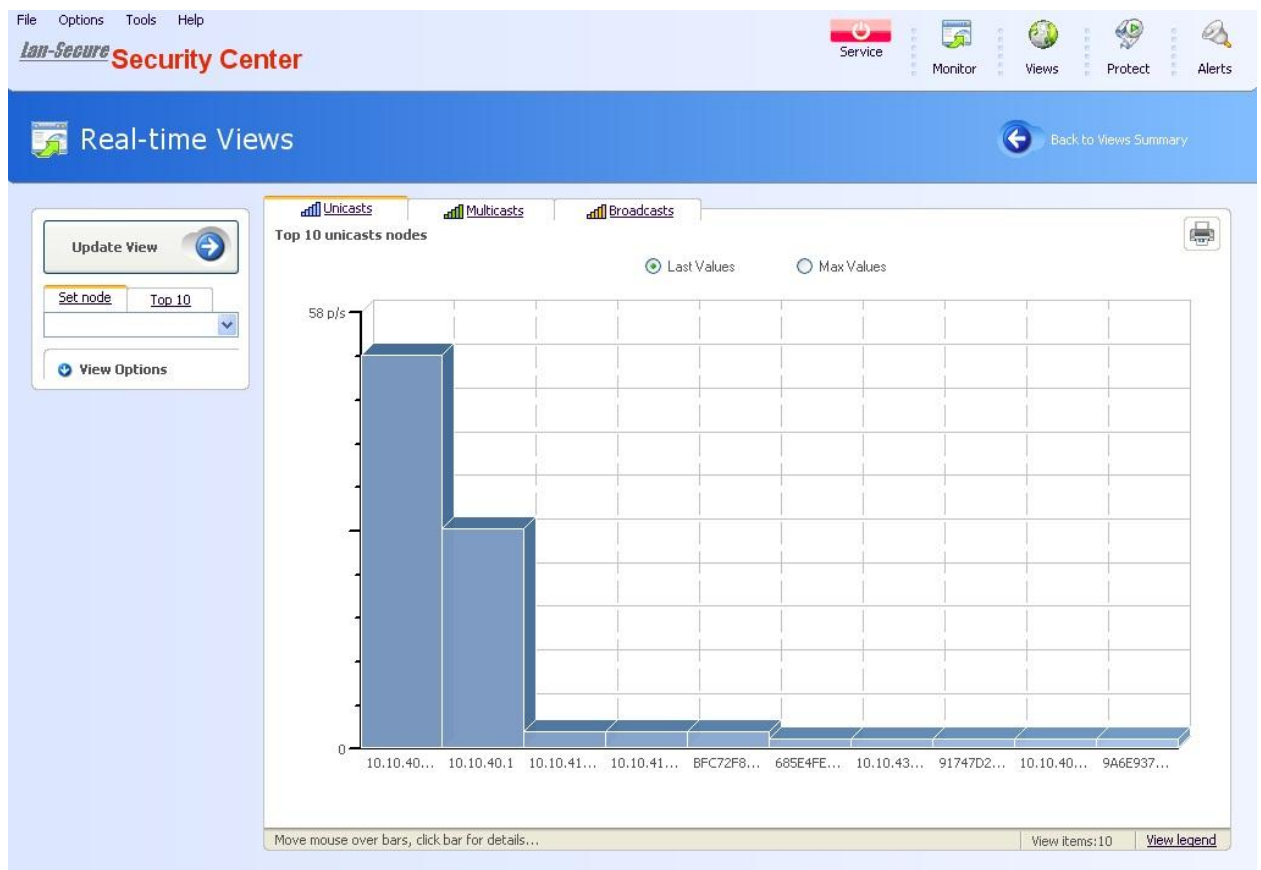 File Options Tools Help
Lan-Secure Security Center
Service
Monitor
Views
Protect
Alerts
Real-time Views
Back to Views Summary
Update View
Set node Top 10
View Options
Unicasts Multicasts Broadcasts
Top 10 unicasts nodes
Last Values Max Values
58 p/s
0
10.10.40... 10.10.40.1 10.10.41... 10.10.41... BFC72F8... 685E4FE... 10.10.43... 91747D2... 10.10.40... 9A6E937...
Move mouse over bars, click bar for details...
View items:10 View legend